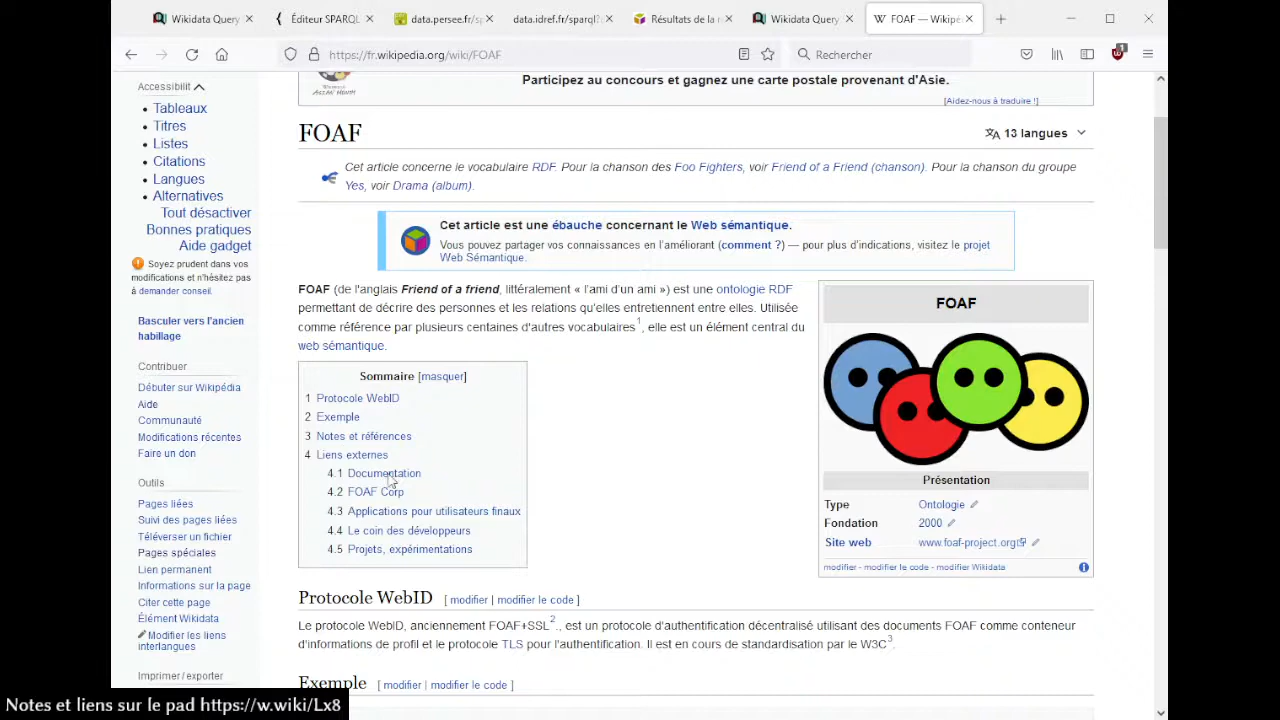 Wikidata Query
Éditeur SPARQL
data.persee.fr/sp
data.idref.fr/sparql?
Résultats de la r
Wikidata Query
FOAF — Wikipé
https://fr.wikipedia.org/wiki/FOAF
Rechercher
1
Accessibilit
Tableaux
Titres
Listes
Citations
Langues
Alternatives
Tout désactiver
Bonnes pratiques
Aide gadget
Soyez prudent dans vos
modifications et n'hésitez pas
à demander conseil.
Basculer vers l'ancien
habillage
Contribuer
Débuter sur Wikipédia
Aide
Communauté
Modifications récentes
Faire un don
Outils
Pages liées
Suivi des pages liées
Téléverser un fichier
Pages spéciales
Lien permanent
Informations sur la page
Citer cette page
Élément Wikidata
Modifier les liens
interlangues
Imprimer / exporter
Participez au concours et gagnez une carte postale provenant d'Asie.
[Aidez-nous à traduire !]
FOAF
13 langues
Cet article concerne le vocabulaire RDF. Pour la chanson des Foo Fighters, voir Friend of a Friend (chanson). Pour la chanson du groupe
Yes, voir Drama (album).
Cet article est une ébauche concernant le Web sémantique.
Vous pouvez partager vos connaissances en l'améliorant (comment ?) — pour plus d'indications, visitez le projet
Web Sémantique.
FOAF (de l'anglais Friend of a friend, littéralement « l'ami d'un ami ») est une ontologie RDF
permettant de décrire des personnes et les relations qu'elles entretiennent entre elles. Utilisée
comme référence par plusieurs centaines d'autres vocabulaires1, elle est un élément central du
web sémantique.
Sommaire [masquer]
1 Protocole WebID
2 Exemple
3 Notes et références
4 Liens externes
4.1 Documentation
4.2 FOAF Corp
4.3 Applications pour utilisateurs finaux
4.4 Le coin des développeurs
4.5 Projets, expérimentations
FOAF
Présentation
Type Ontologie
Fondation 2000
Site web www.foaf-project.org
modifier - modifier le code - modifier Wikidata
Protocole WebID [ modifier | modifier le code ]
Le protocole WebID, anciennement FOAF+SSL2., est un protocole d'authentification décentralisé utilisant des documents FOAF comme conteneur
d'informations de profil et le protocole TLS pour l'authentification. Il est en cours de standardisation par le W3C3.
Exemple [ modifier | modifier le code ]
Notes et liens sur le pad https://w.wiki/Lx8